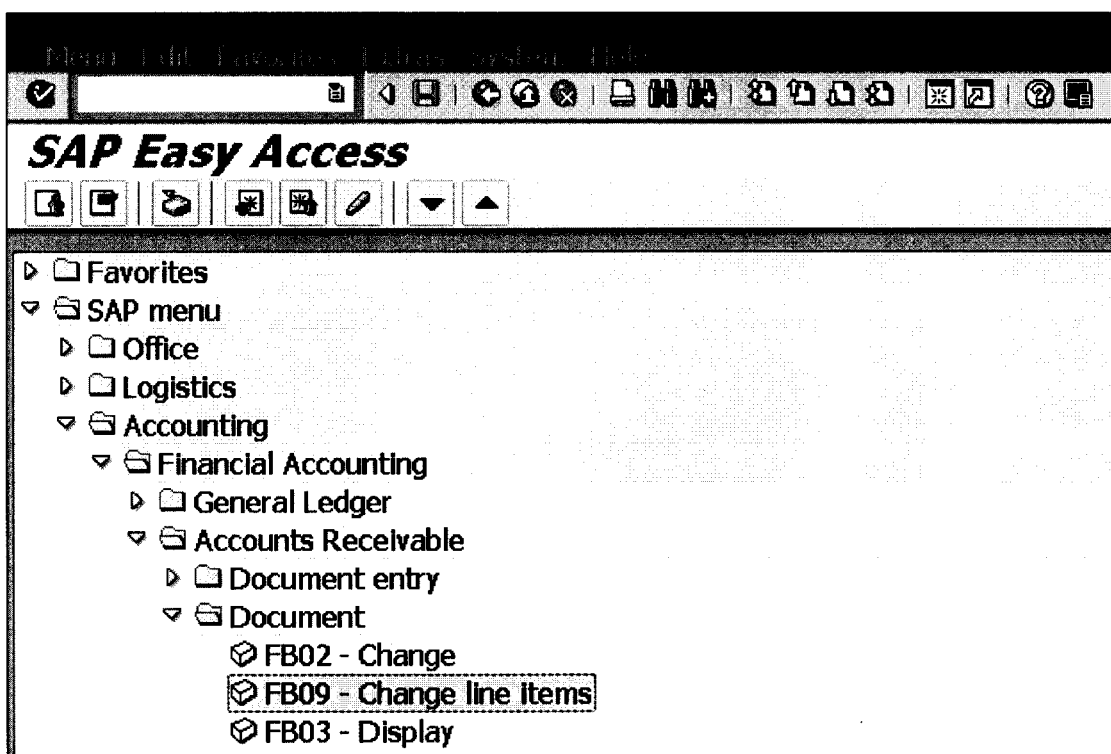 Menu Edit Favorites Extras System Help
SAP Easy Access
Favorites
SAP menu
Office
Logistics
Accounting
Financial Accounting
General Ledger
Accounts Receivable
Document entry
Document
FB02 - Change
FB09 - Change line items
FB03 - Display